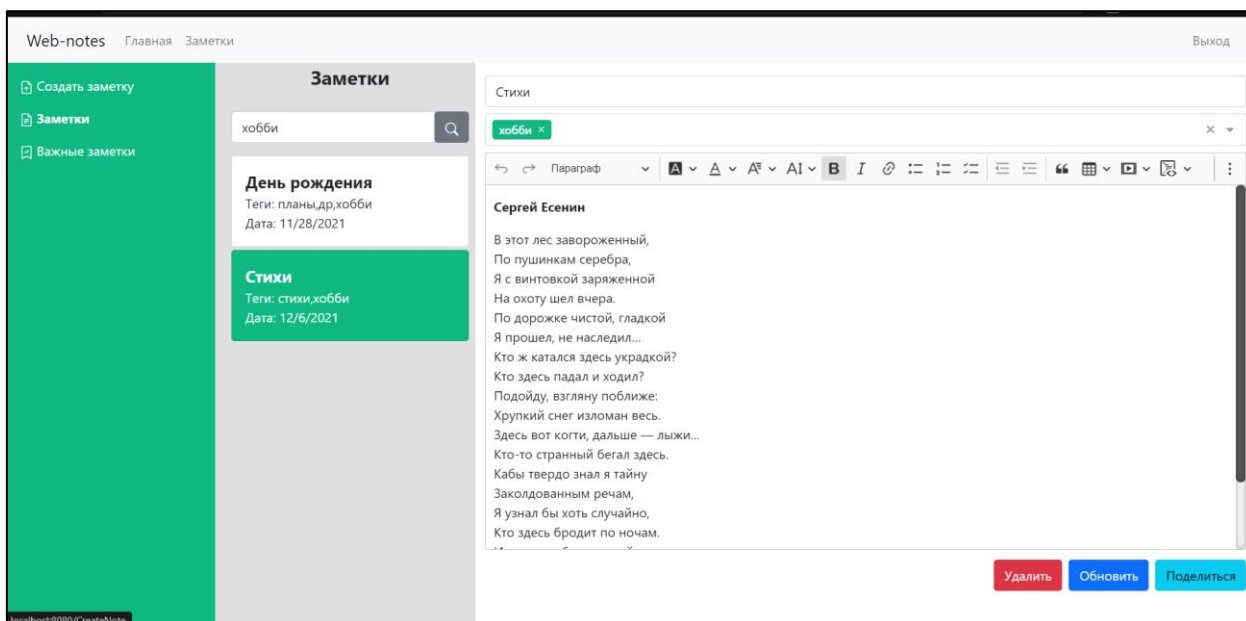 Web-notes Главная Заметки Выход
Создать заметку
Заметки
Важные заметки
Заметки
хобби
День рождения
Теги: планы,др,хобби
Дата: 11/28/2021
Стихи
Теги: стихи,хобби
Дата: 12/6/2021
Стихи
хобби ×
Параграф
Сергей Есенин
В этот лес завороженный,
По пушинкам серебра,
Я с винтовкой заряженной
На охоту шел вчера.
По дорожке чистой, гладкой
Я прошел, не наследил...
Кто ж катался здесь украдкой?
Кто здесь падал и ходил?
Подойду, взгляну поближе:
Хрупкий снег изломан весь.
Здесь вот когти, дальше — лыжи...
Кто-то странный бегал здесь.
Кабы твердо знал я тайну
Заколдованным речам,
Я узнал бы хоть случайно,
Кто здесь бродит по ночам.
Удалить Обновить Поделиться
localhost:8080/CreateNote